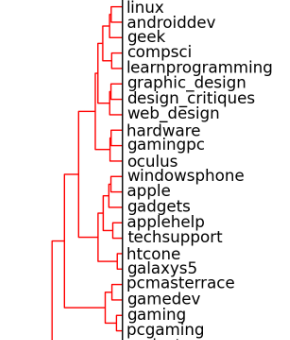 linux
androiddev
geek
compsci
learnprogramming
graphic_design
design_critiques
web_design
hardware
gamingpc
oculus
windowsphone
apple
gadgets
applehelp
techsupport
htcone
galaxys5
pcmasterrace
gamedev
gaming
pcgaming